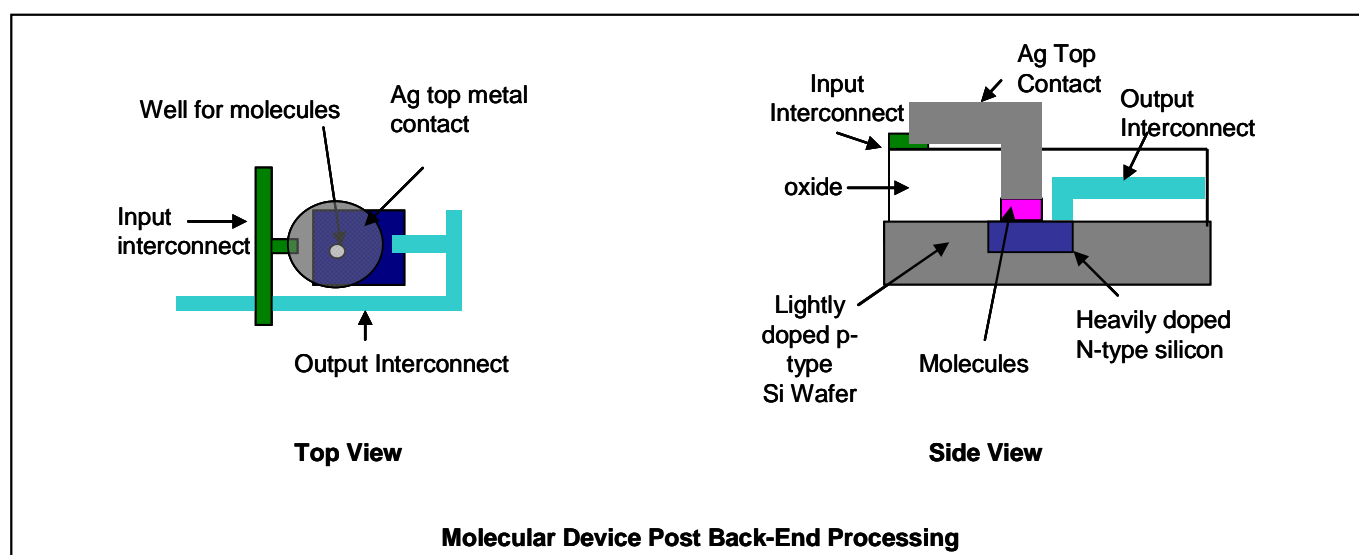 Well for molecules
Ag top metal
contact
Input
interconnect
Output Interconnect
Top View
Ag Top
Contact
Input
Interconnect
Output
Interconnect
oxide
Lightly
doped p-
type
Si Wafer
Molecules
Heavily doped
N-type silicon
Side View
Molecular Device Post Back-End Processing